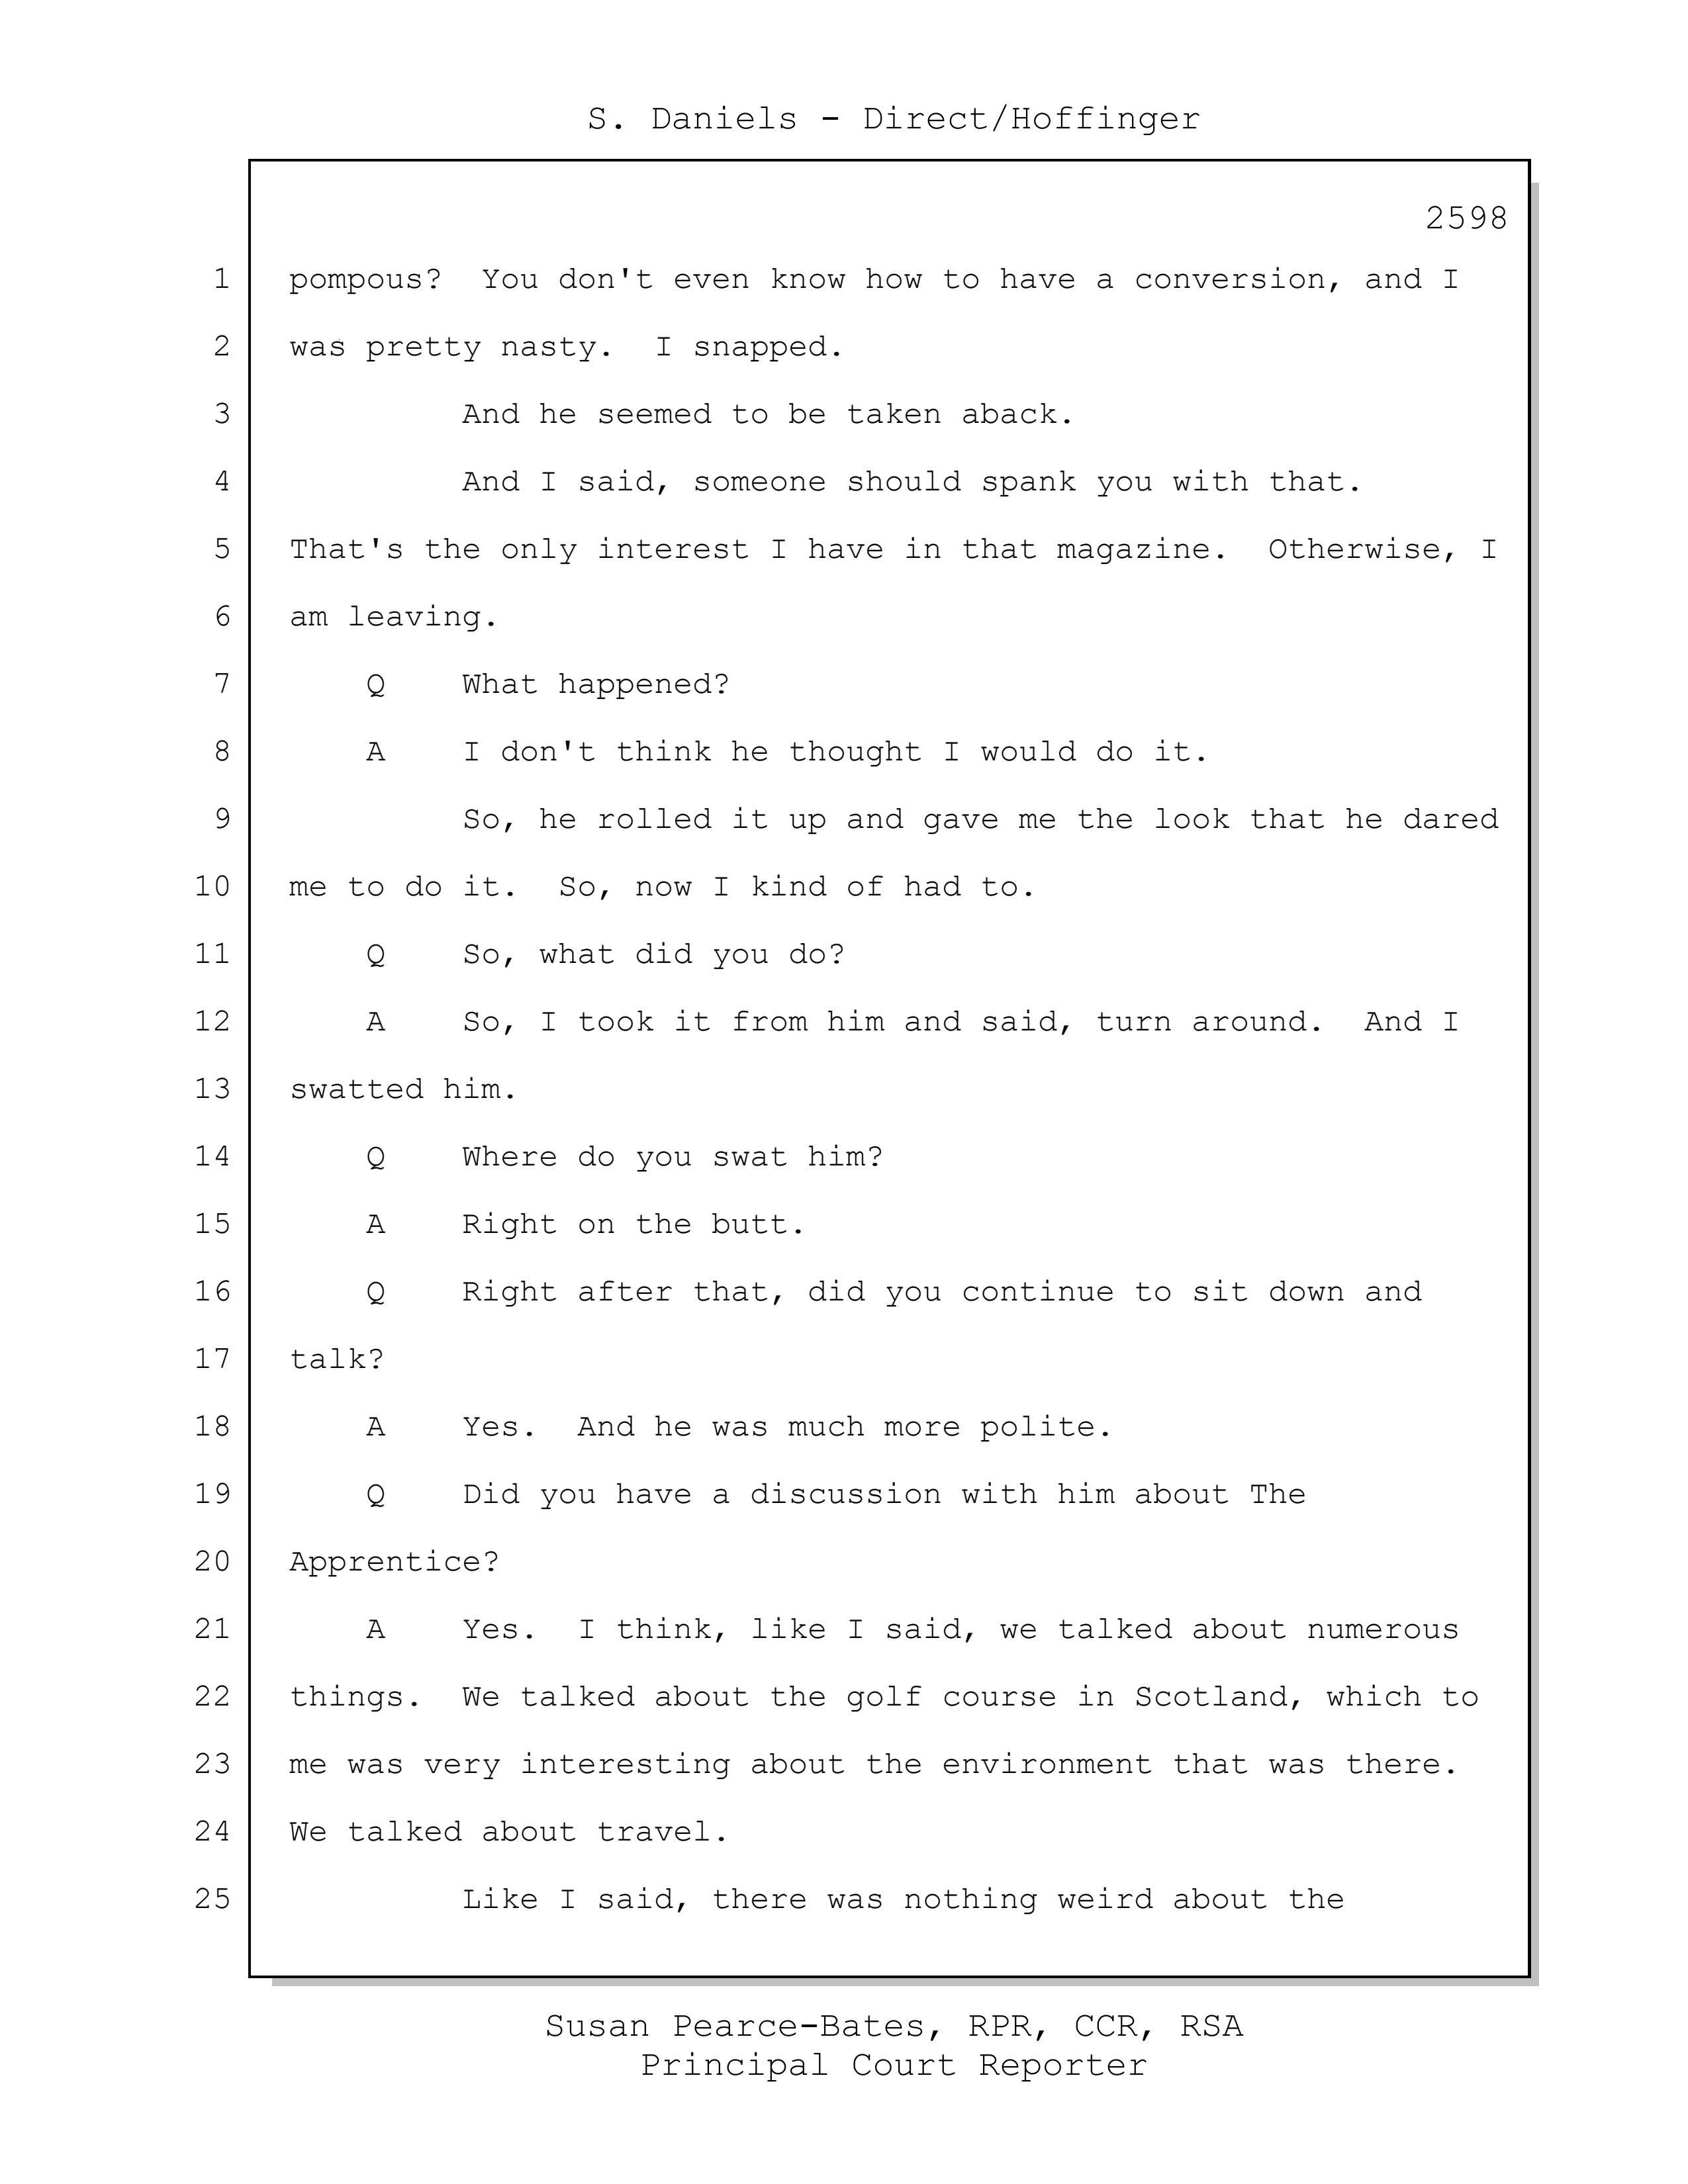 S. Daniels - Direct/Hoffinger
2598
1 pompous? You don't even know how to have a conversion, and I
2 was pretty nasty. I snapped.
3 And he seemed to be taken aback.
4 And I said, someone should spank you with that.
5 That's the only interest I have in that magazine. Otherwise, I
6 am leaving.
7 Q What happened?
8 A I don't think he thought I would do it.
9 So, he rolled it up and gave me the look that he dared
10 me to do it. So, now I kind of had to.
11 Q So, what did you do?
12 A So, I took it from him and said, turn around. And I
13 swatted him.
14 Q Where do you swat him?
15 A Right on the butt.
16 Q Right after that, did you continue to sit down and
17 talk?
18 A Yes. And he was much more polite.
19 Q Did you have a discussion with him about The
20 Apprentice?
21 A Yes. I think, like I said, we talked about numerous
22 things. We talked about the golf course in Scotland, which to
23 me was very interesting about the environment that was there.
24 We talked about travel.
25 Like I said, there was nothing weird about the
Susan Pearce-Bates, RPR, CCR, RSA
Principal Court Reporter